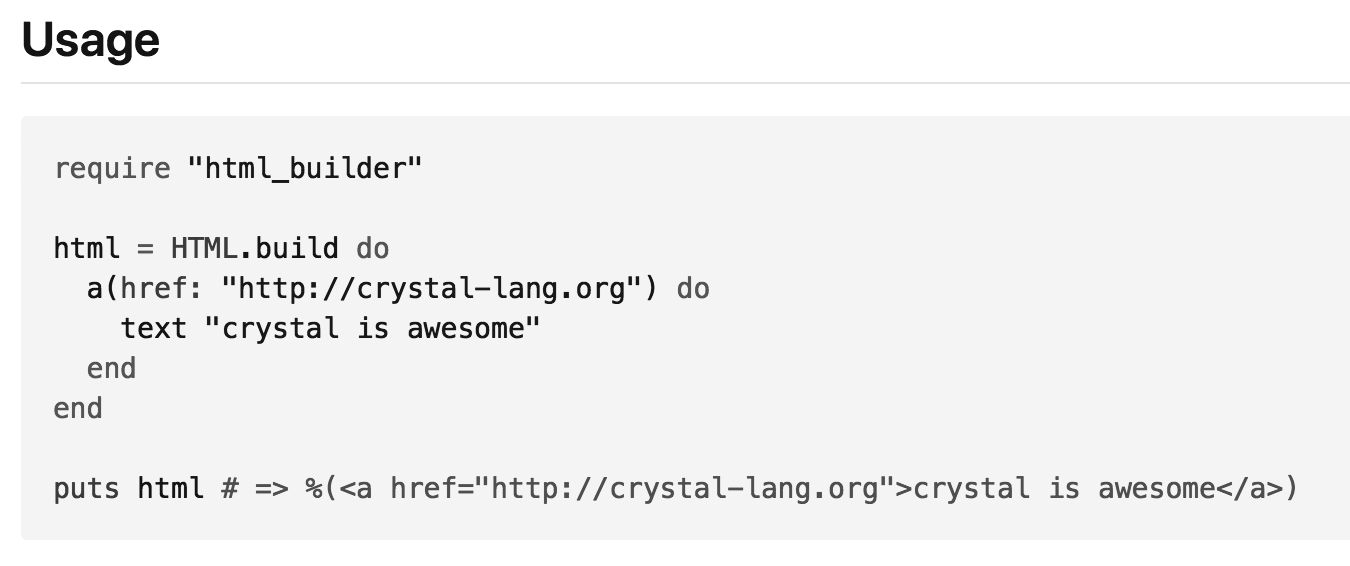 Usage
require "html_builder"
html = HTML.build do
  a(href: "http://crystal-lang.org") do
    text "crystal is awesome"
  end
end
puts html # => %(<a href="http://crystal-lang.org">crystal is awesome</a>)